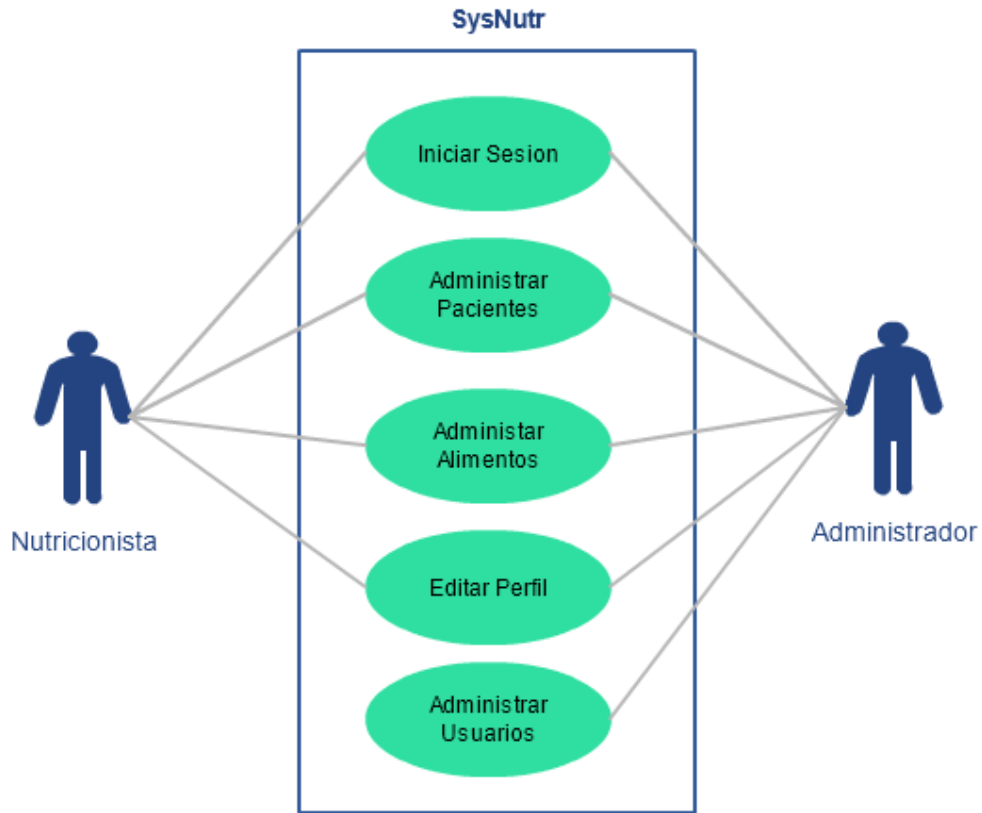 SysNutr
Iniciar Sesion
Administrar
Pacientes
Administar
Alimentos
Nutricionista
Administrador
Editar Perfil
Administrar
Usuarios